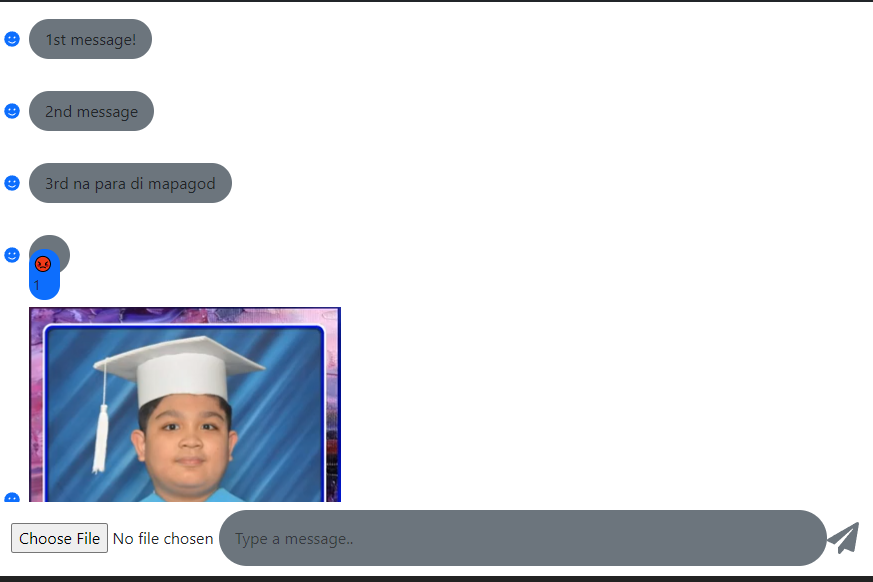 1st message!
2nd message
3rd na para di mapagod
1
Choose File No file chosen Type a message..